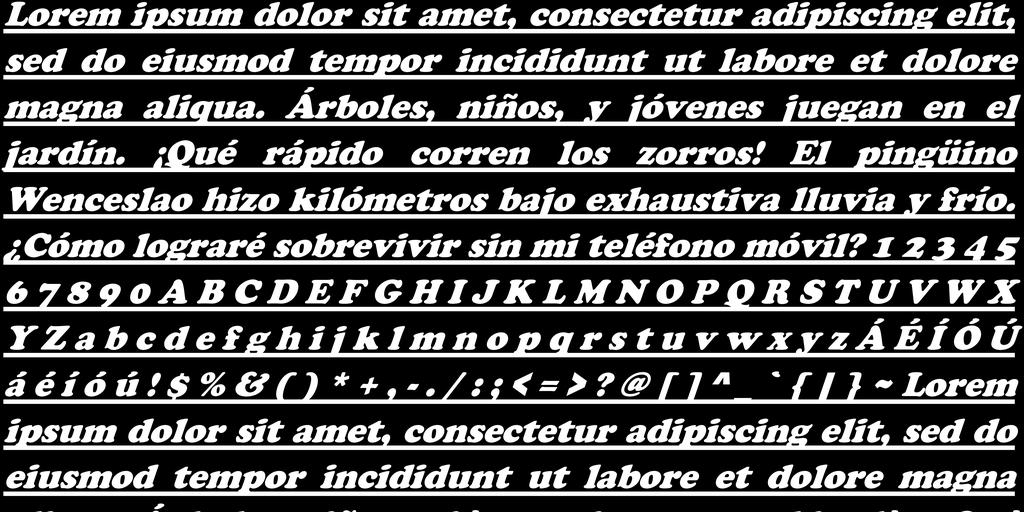 Lorem ipsum dolor sit amet, consectetur adipiscing elit,
sed do eiusmod tempor incididunt ut labore et dolore
magna aliqua. Árboles, niños, y jóvenes juegan en el
jardín. ¡Qué rápido corren los zorros! El pingüino
Wenceslao hizo kilómetros bajo exhaustiva lluvia y frío.
¿Cómo lograré sobrevivir sin mi teléfono móvil? 1 2 3 4 5
6 7 8 9 0 A B C D E F G H I J K L M N O P Q R S T U V W X
Y Z a b c d e f g h i j k l m n o p q r s t u v w x y z Á É Í Ó Ú
á é í ó ú ! $ % & ( ) * + , - . / : ; < = > ? @ [ ] ^ _ ` { | } ~ Lorem
ipsum dolor sit amet, consectetur adipiscing elit, sed do
eiusmod tempor incididunt ut labore et dolore magna